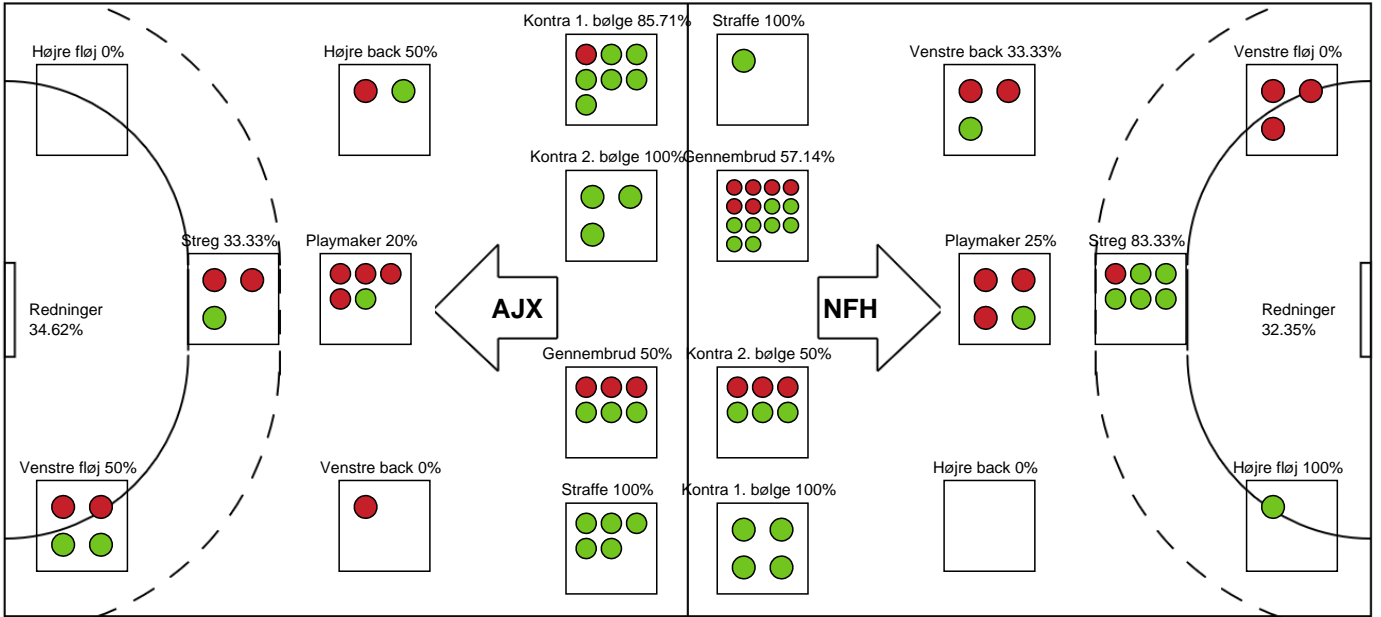 Kontra 1. bølge 85.71%
Straffe 100%
Højre fløj 0%
Højre back 50%
Venstre back 33.33%
Venstre fløj 0%
Kontra 2. bølge 100%
Gennembrud 57.14%
Streg 33.33%
Playmaker 20%
Playmaker 25%
Streg 83.33%
Redninger
34.62%
AJX
NFH
Redninger
32.35%
Gennembrud 50%
Kontra 2. bølge 50%
Venstre fløj 50%
Venstre back 0%
Straffe 100%
Kontra 1. bølge 100%
Højre back 0%
Højre fløj 100%